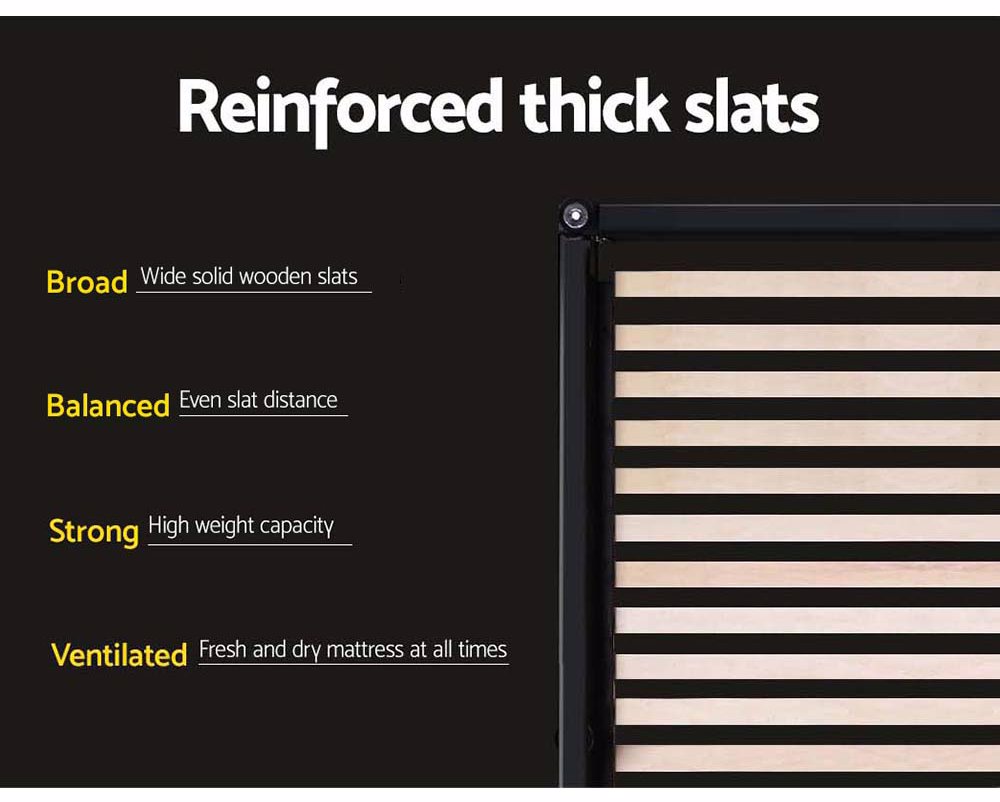 Reinforced thick slats
Broad Wide solid wooden slats
Balanced Even slat distance
Strong High weight capacity
Ventilated Fresh and dry mattress at all times